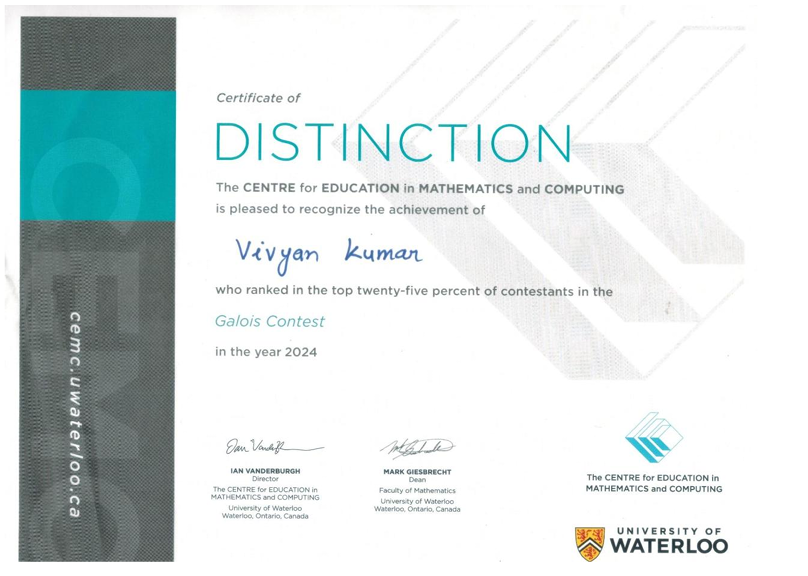 Certificate of
DISTINCTION
The CENTRE for EDUCATION in MATHEMATICS and COMPUTING
is pleased to recognize the achievement of
Vivyan Kumar
who ranked in the top twenty-five percent of contestants in the
Galois Contest
in the year 2024
CEMC
cemc.uwaterloo.ca
IAN VANDERBURGH
Director
The CENTRE for EDUCATION in
MATHEMATICS and COMPUTING
University of Waterloo
Waterloo, Ontario, Canada
MARK GIESBRECHT
Dean
Faculty of Mathematics
University of Waterloo
Waterloo, Ontario, Canada
The CENTRE for EDUCATION in
MATHEMATICS and COMPUTING
UNIVERSITY OF
WATERLOO